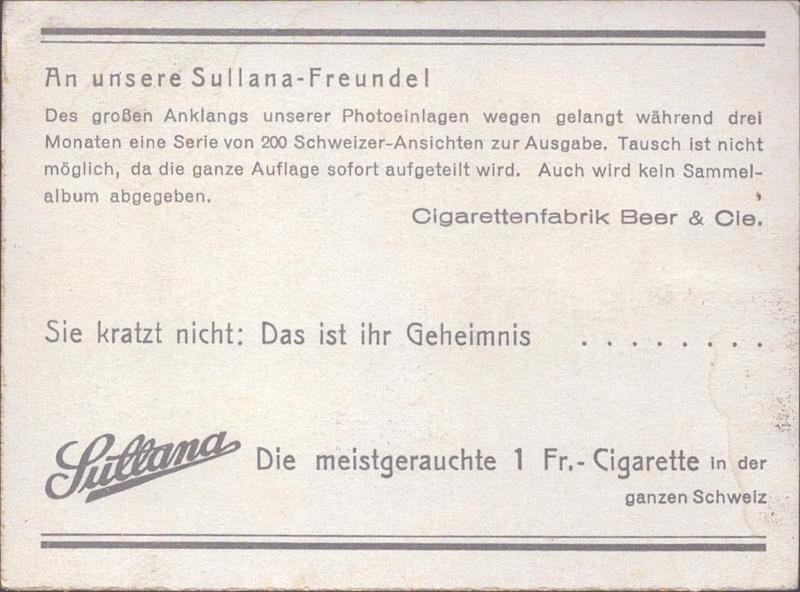 An unsere Sullana-Freunde!
Des großen Anklangs unserer Photoeinlagen wegen gelangt während drei
Monaten eine Serie von 200 Schweizer-Ansichten zur Ausgabe. Tausch ist nicht
möglich, da die ganze Auflage sofort aufgeteilt wird. Auch wird kein Sammel-
album abgegeben.
Cigarettenfabrik Beer & Cie.
Sie kratzt nicht: Das ist ihr Geheimnis . . . . . . . .
Sullana Die meistgerauchte 1 Fr.- Cigarette in der
ganzen Schweiz